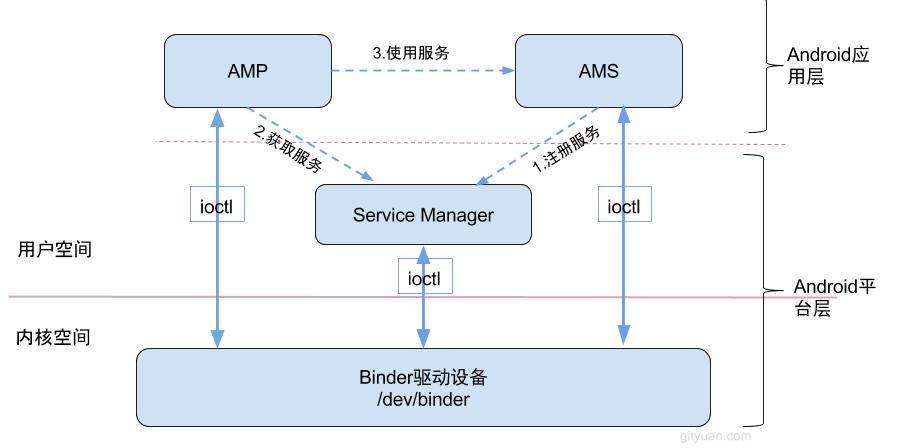 AMP
3.使用服务
AMS
Android应
用层
2.获取服务
1.注册服务
ioctl
Service Manager
ioctl
用户空间
ioctl
Android平
台层
内核空间
Binder驱动设备
/dev/binder
gityuan.com